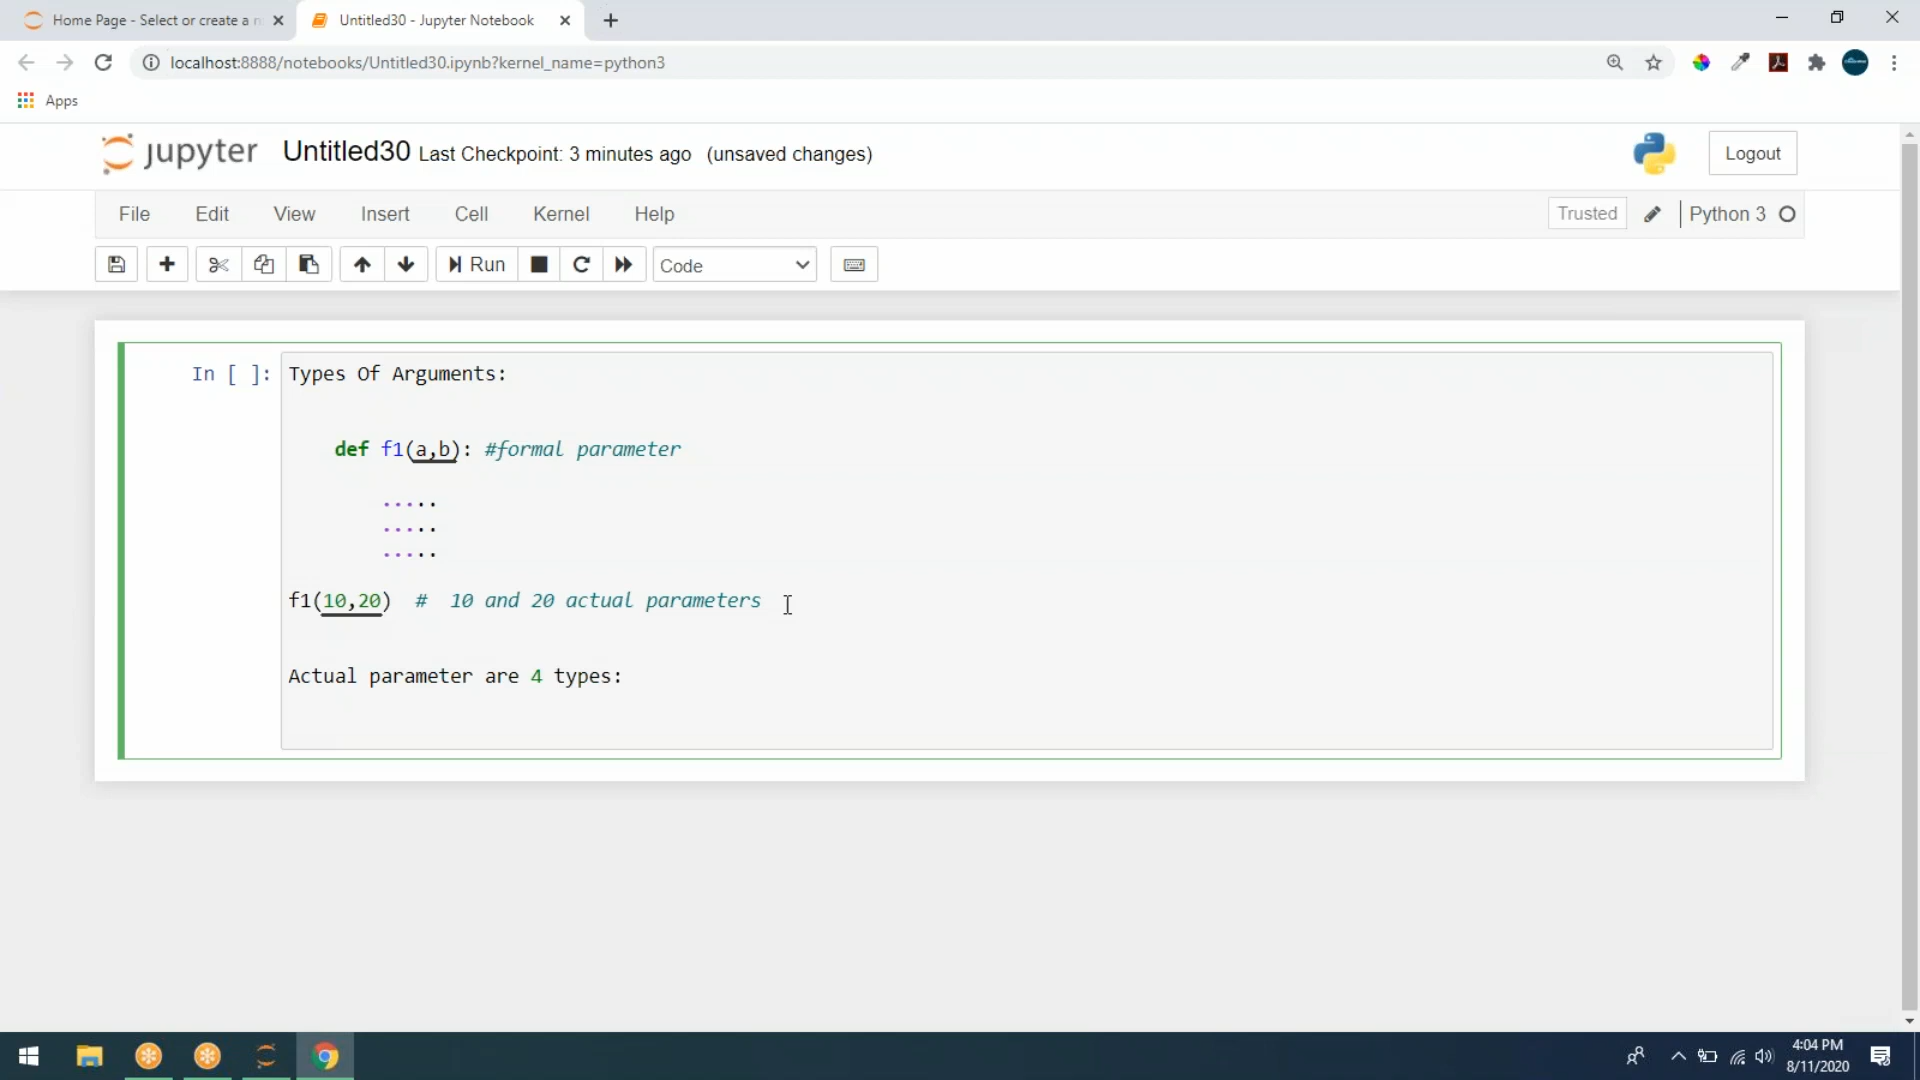 Home Page - Select or create a n
Untitled30 - Jupyter Notebook
localhost:8888/notebooks/Untitled30.ipynb?kernel_name=python3
Apps
jupyter Untitled30 Last Checkpoint: 3 minutes ago (unsaved changes)
Logout
File Edit View Insert Cell Kernel Help
Trusted
Python 3
Run
Code
In [ ]:
Types Of Arguments:
def f1(a,b): #formal parameter
.....
.....
.....
f1(10,20) # 10 and 20 actual parameters
Actual parameter are 4 types:
4:04 PM
8/11/2020